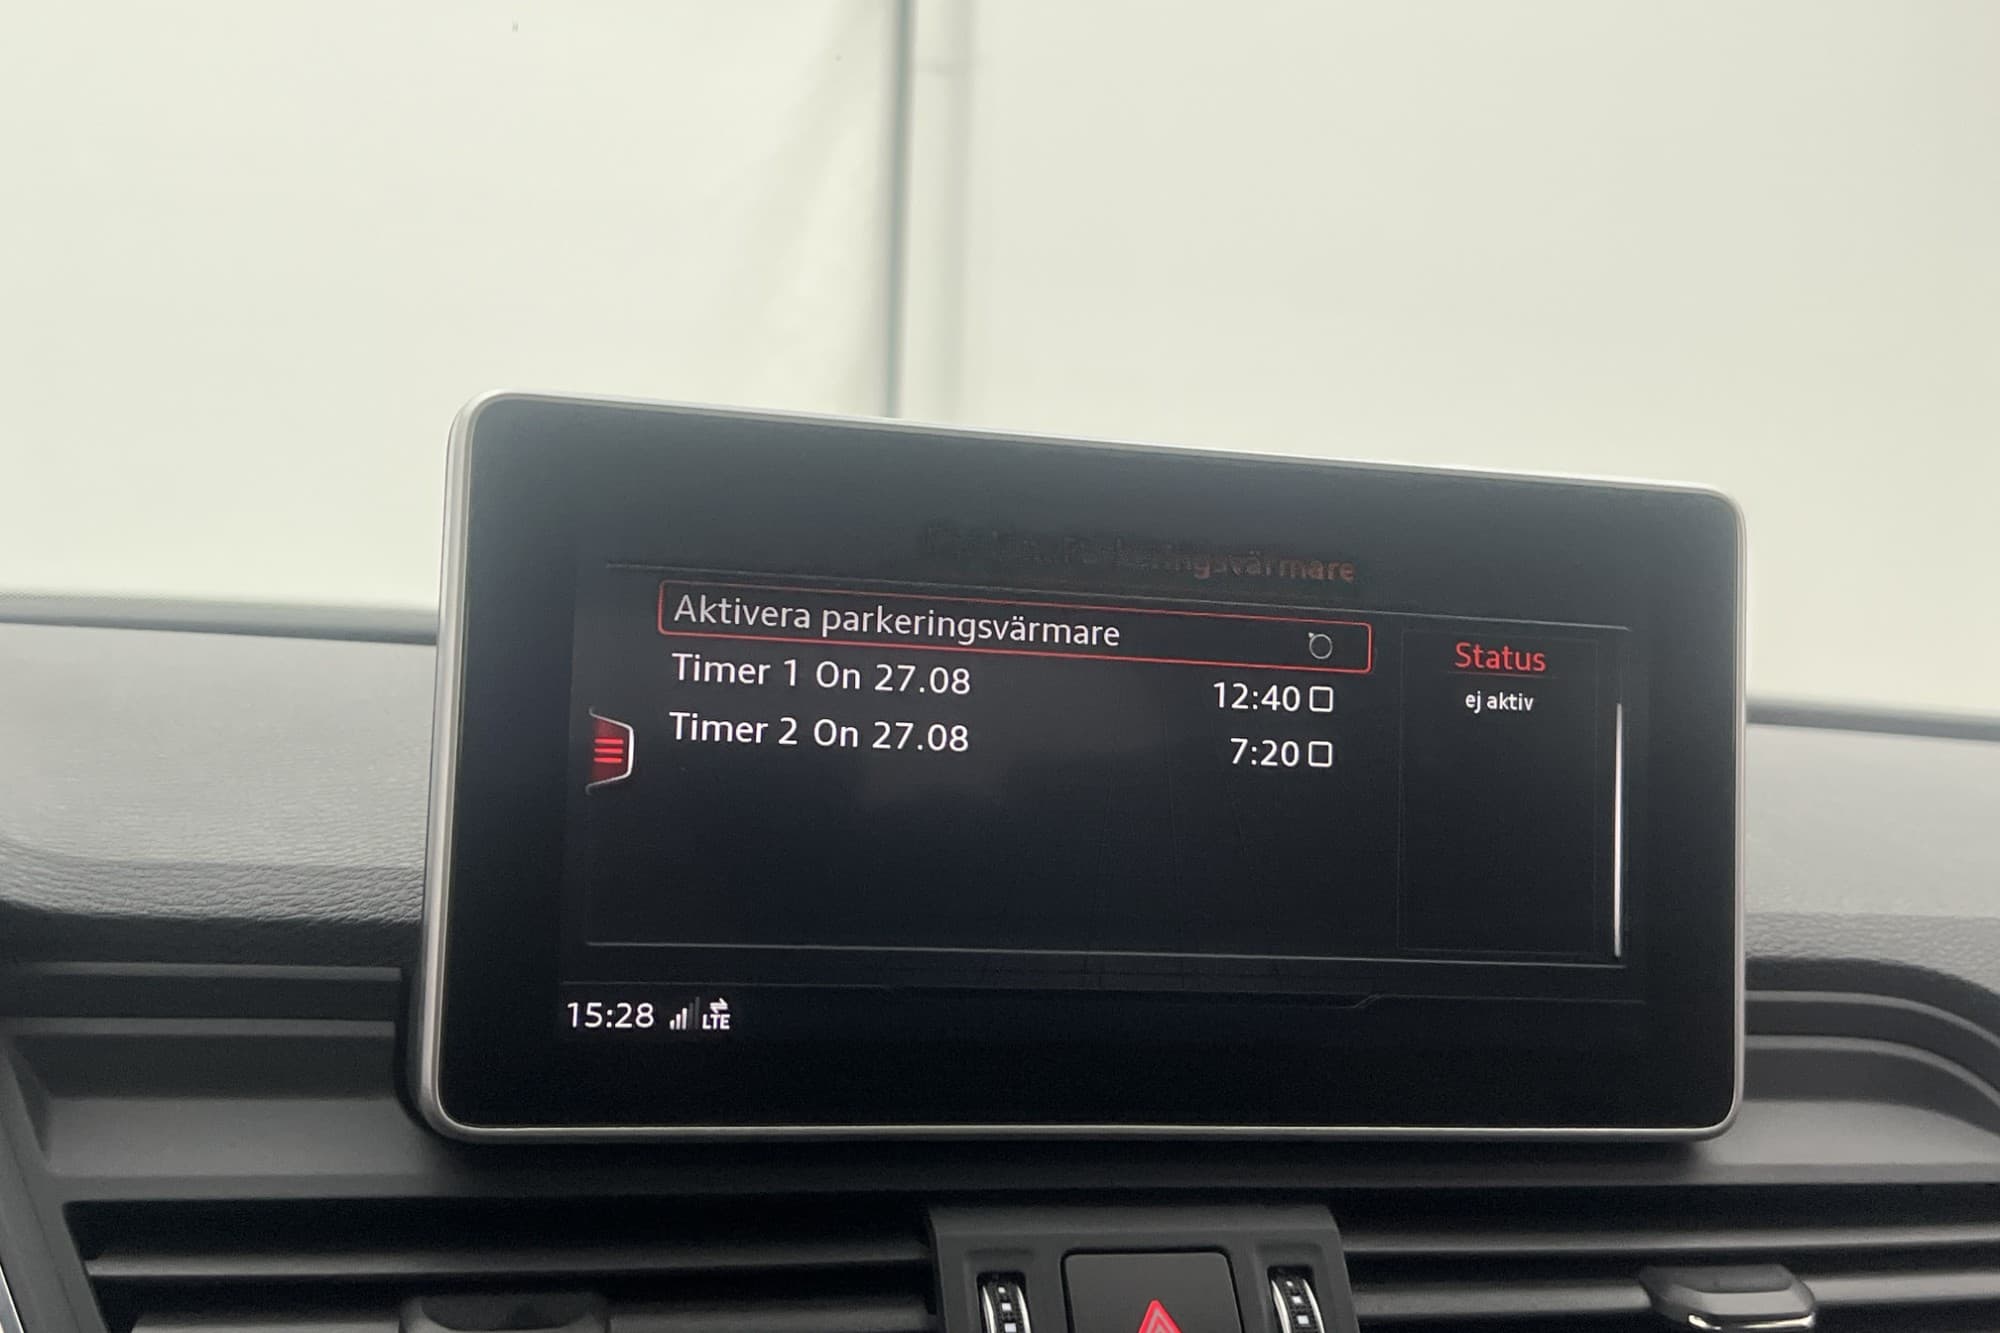 Parkeringsvärmare
Aktivera parkeringsvärmare
Timer 1 On 27.08 12:40
Timer 2 On 27.08 7:20
Status
ej aktiv
15:28 LTE